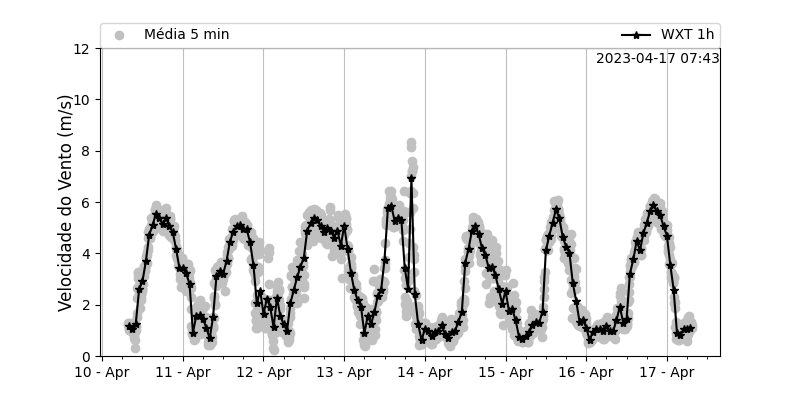 Média 5 min
WXT 1h
2023-04-17 07:43
Velocidade do Vento (m/s)
12
10
8
6
4
2
0
10 - Apr 11 - Apr 12 - Apr 13 - Apr 14 - Apr 15 - Apr 16 - Apr 17 - Apr